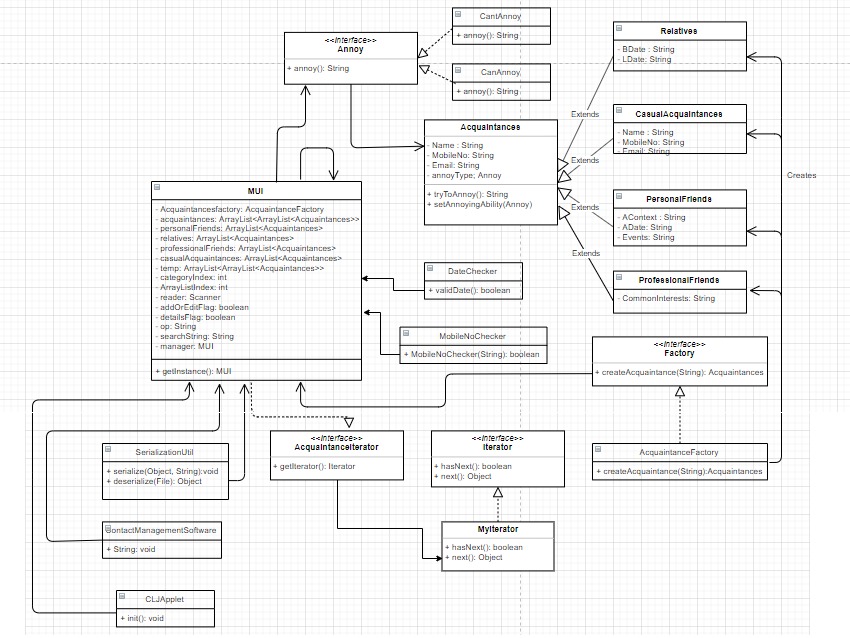 <<Interface>>
Annoy
+ annoy(): String
CantAnnoy
+ annoy(): String
CanAnnoy
+ annoy(): String
Relatives
- BDate : String
- LDate: String
CasualAcquaintances
- Name : String
- MobileNo: String
- Email: String
PersonalFriends
- AContext : String
- ADate: String
- Events: String
ProfessionalFriends
- CommonInterests: String
Extends
Extends
Extends
Extends
Creates
Acquaintances
- Name : String
- MobileNo: String
- Email: String
- annoyType; Annoy
+ tryToAnnoy(): String
+ setAnnoyingAbility(Annoy)
MUI
- Acquaintancesfactory: AcquaintanceFactory
- acquaintances: ArrayList<ArrayList<Acquaintances>>
- personalFriends: ArrayList<Acquaintances>
- relatives: ArrayList<Acquaintances>
- professionalFriends: ArrayList<Acquaintances>
- casualAcquaintances: ArrayList<Acquaintances>
- temp: ArrayList<ArrayList<Acquaintances>>
- categoryIndex: int
- ArrayListIndex: int
- reader: Scanner
- addOrEditFlag: boolean
- detailsFlag: boolean
- op: String
- searchString: String
- manager: MUI
+ getInstance(): MUI
DateChecker
+ validDate(): boolean
MobileNoChecker
+ MobileNoChecker(String): boolean
<<Interface>>
Factory
+ createAcquaintance(String): Acquaintances
AcquaintanceFactory
+ createAcquaintance(String):Acquaintances
<<Interface>>
AcquaintanceIterator
+ getIterator(): Iterator
<<Interface>>
Iterator
+ hasNext(): boolean
+ next(): Object
MyIterator
+ hasNext(): boolean
+ next(): Object
SerializationUtil
+ serialize(Object, String):void
+ deserialize(File): Object
ContactManagementSoftware
+ String: void
CLJApplet
+ init(): void